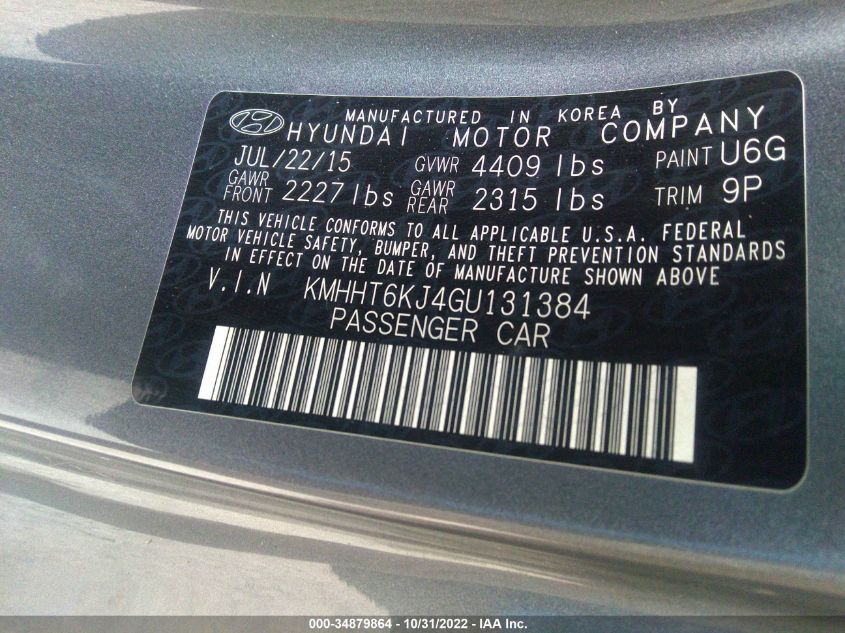 MANUFACTURED IN KOREA BY
HYUNDAI MOTOR COMPANY
JUL/22/15 GVWR 4409 lbs PAINT U6G
GAWR FRONT 2227 lbs GAWR REAR 2315 lbs TRIM 9P
THIS VEHICLE CONFORMS TO ALL APPLICABLE U.S.A. FEDERAL
MOTOR VEHICLE SAFETY, BUMPER, AND THEFT PREVENTION STANDARDS
IN EFFECT ON THE DATE OF MANUFACTURE SHOWN ABOVE
V.I.N KMHHT6KJ4GU131384
PASSENGER CAR
000-34879864 - 10/31/2022 - IAA Inc.